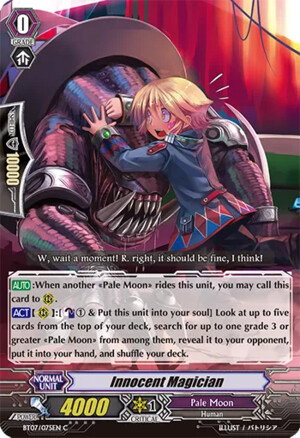 0
GRADE
10000
SHIELD
W, wait a moment! R. right, it should be fine, I think!
AUTO:When another «Pale Moon» rides this unit, you may call this
card to .
ACT [ ]:[ ① & Put this unit into your soul] Look at up to five
cards from the top of your deck, search for up to one grade 3 or
greater «Pale Moon» from among them, reveal it to your opponent,
put it into your hand, and shuffle your deck.
NORMAL
UNIT
Innocent Magician
POWER
4000
1
CRITICAL
Pale Moon
Human
BT07/075EN C
ILLUST / パトリシア